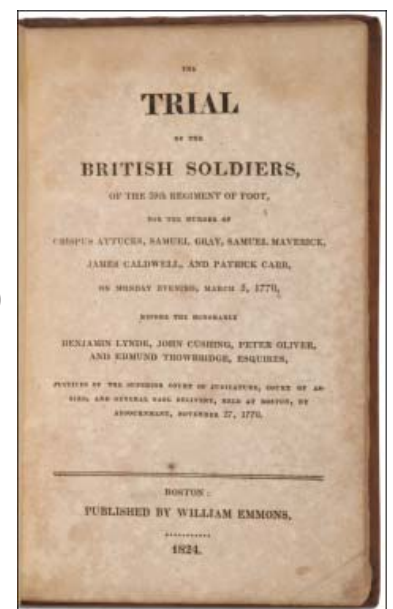 THE
TRIAL
OF THE
BRITISH SOLDIERS,
OF THE 29th REGIMENT OF FOOT,
FOR THE MURDER OF
CRISPUS ATTUCKS, SAMUEL GRAY, SAMUEL MAVERICK,
JAMES CALDWELL, AND PATRICK CARR,
ON MONDAY EVENING, MARCH 5, 1770,
BEFORE THE HONORABLE
BENJAMIN LYNDE, JOHN CUSHING, PETER OLIVER,
AND EDMUND TROWBRIDGE, ESQUIRES,
JUSTICES OF THE SUPERIOR COURT OF JUDICATURE, COURT OF AS-
SIZE, AND GENERAL GAOL DELIVERY, HELD AT BOSTON, BY
ADJOURNMENT, NOVEMBER 27, 1770.
BOSTON:
PUBLISHED BY WILLIAM EMMONS,
1824.